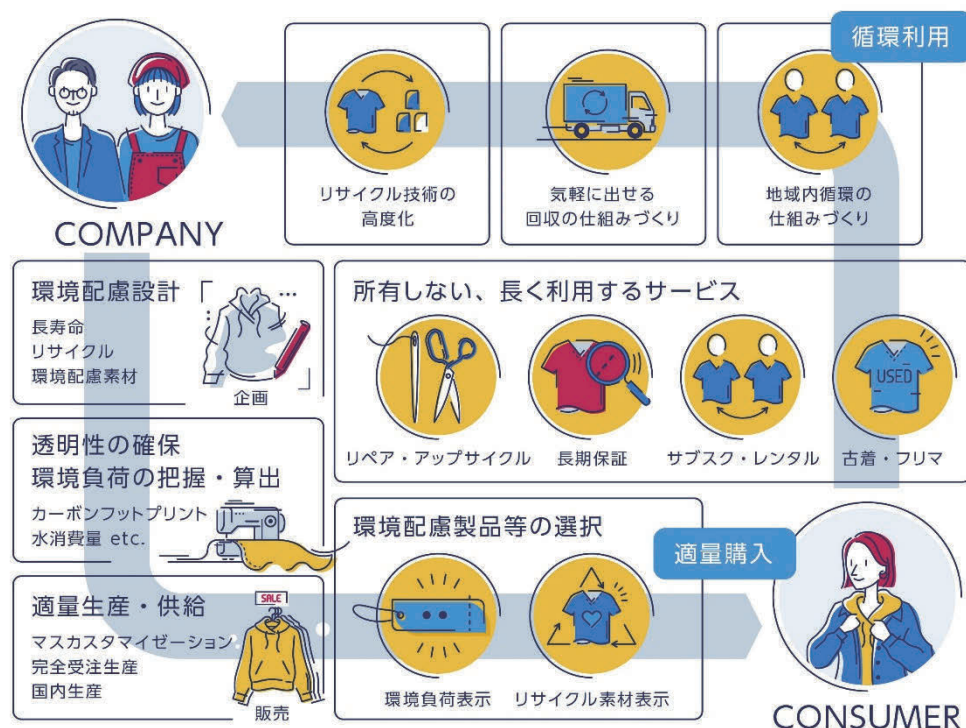 循環利用
リサイクル技術の
高度化
気軽に出せる
回収の仕組みづくり
地域内循環の
仕組みづくり
COMPANY
環境配慮設計
長寿命
リサイクル
環境配慮素材
「
」
企画
所有しない、長く利用するサービス
USED
リペア・アップサイクル
長期保証
サブスク・レンタル
古着・フリマ
透明性の確保
環境負荷の把握・算出
カーボンフットプリント
水消費量 etc.
環境配慮製品等の選択
適量購入
適量生産・供給
マスカスタマイゼーション
完全受注生産
国内生産
SALE
販売
環境負荷表示
リサイクル素材表示
CONSUMER